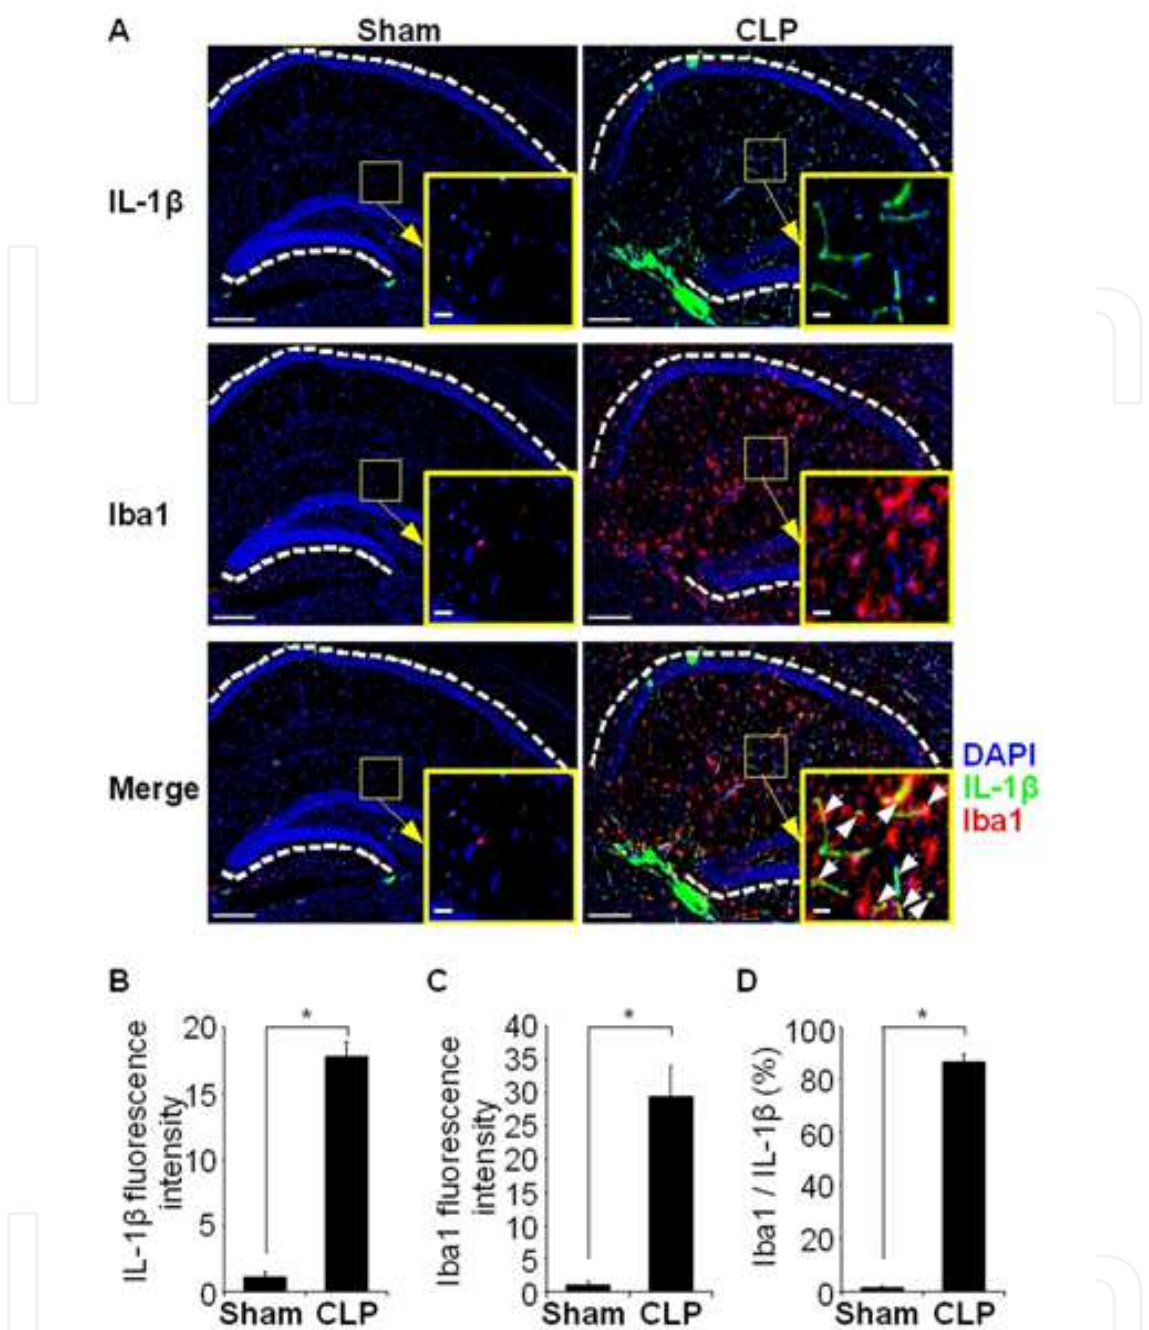 A
Sham
CLP
IL-1β
Iba1
Merge
DAPI
IL-1β
Iba1
B
IL-1β fluorescence
intensity
20
15
10
5
0
*
Sham CLP
C
Iba1 fluorescence
intensity
40
35
30
25
20
15
10
5
0
*
Sham CLP
D
Iba1 / IL-1β (%)
100
80
60
40
20
0
*
Sham CLP